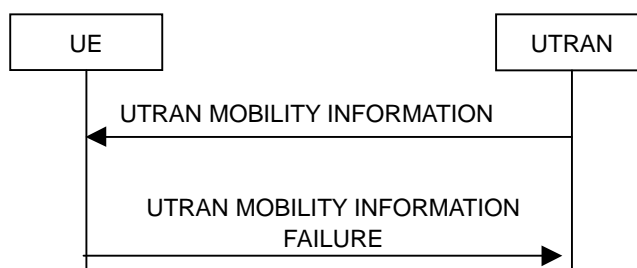 UE
UTRAN
UTRAN MOBILITY INFORMATION
UTRAN MOBILITY INFORMATION
FAILURE